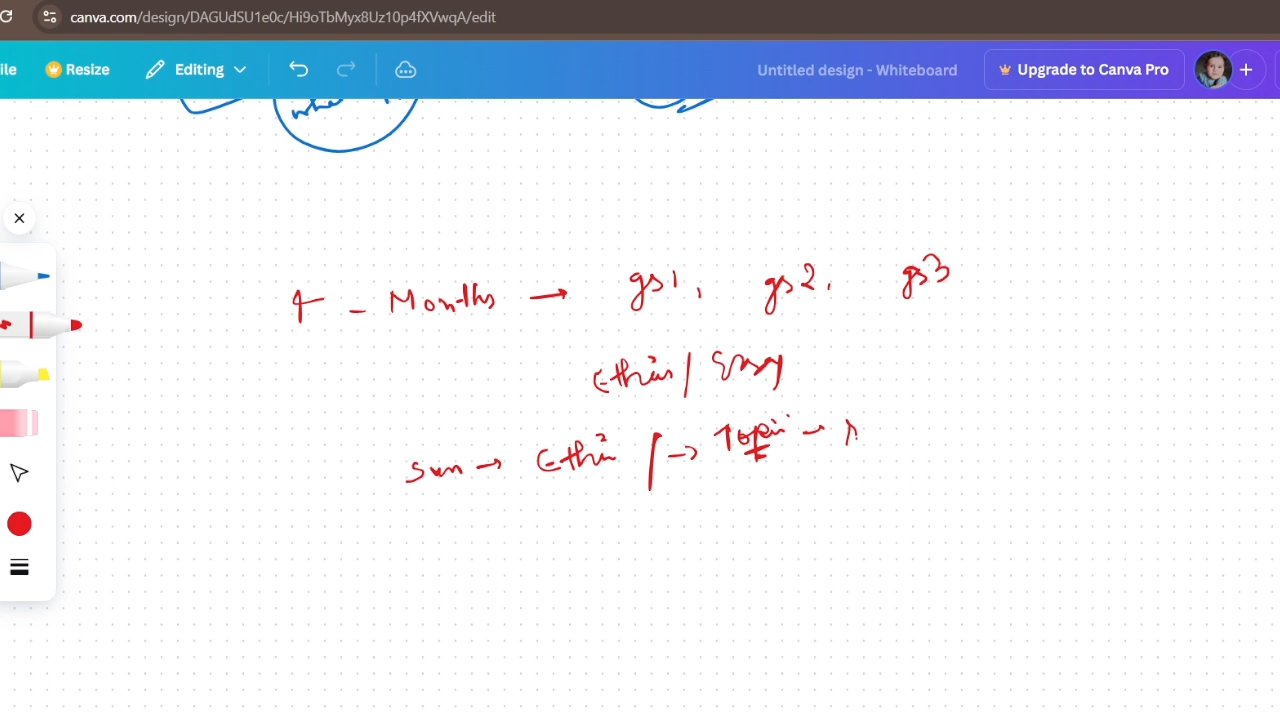 canva.com/design/DAGUdSU1e0c/Hi9oTbMyx8Uz10p4fXVwqA/edit
ile Resize Editing Untitled design - Whiteboard Upgrade to Canva Pro +
4 - Months → gs1, gs2, gs3
Ethics / Essay
sun → Ethics / → Topic →